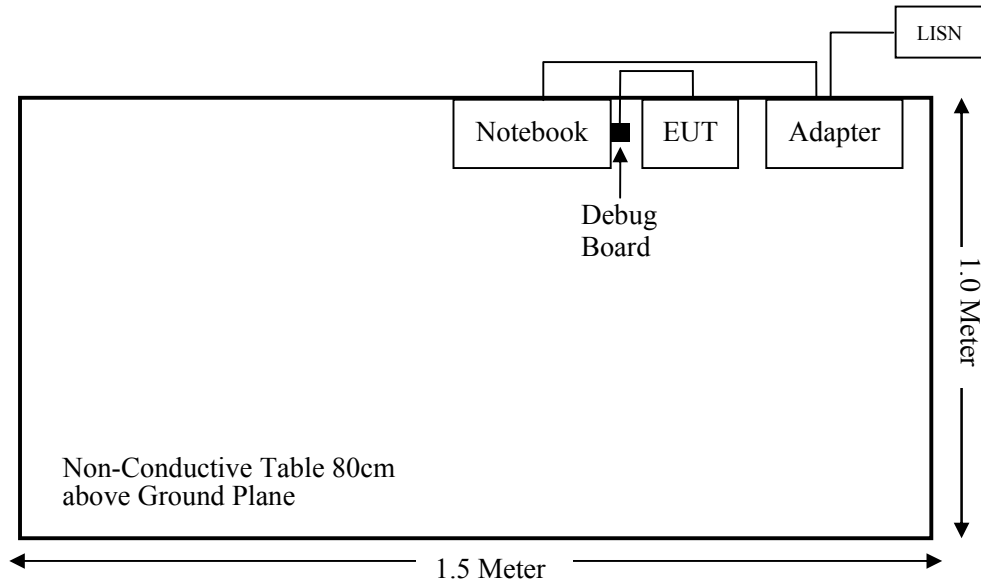 LISN
Notebook
EUT
Adapter
Debug
Board
1.0 Meter
Non-Conductive Table 80cm
above Ground Plane
1.5 Meter